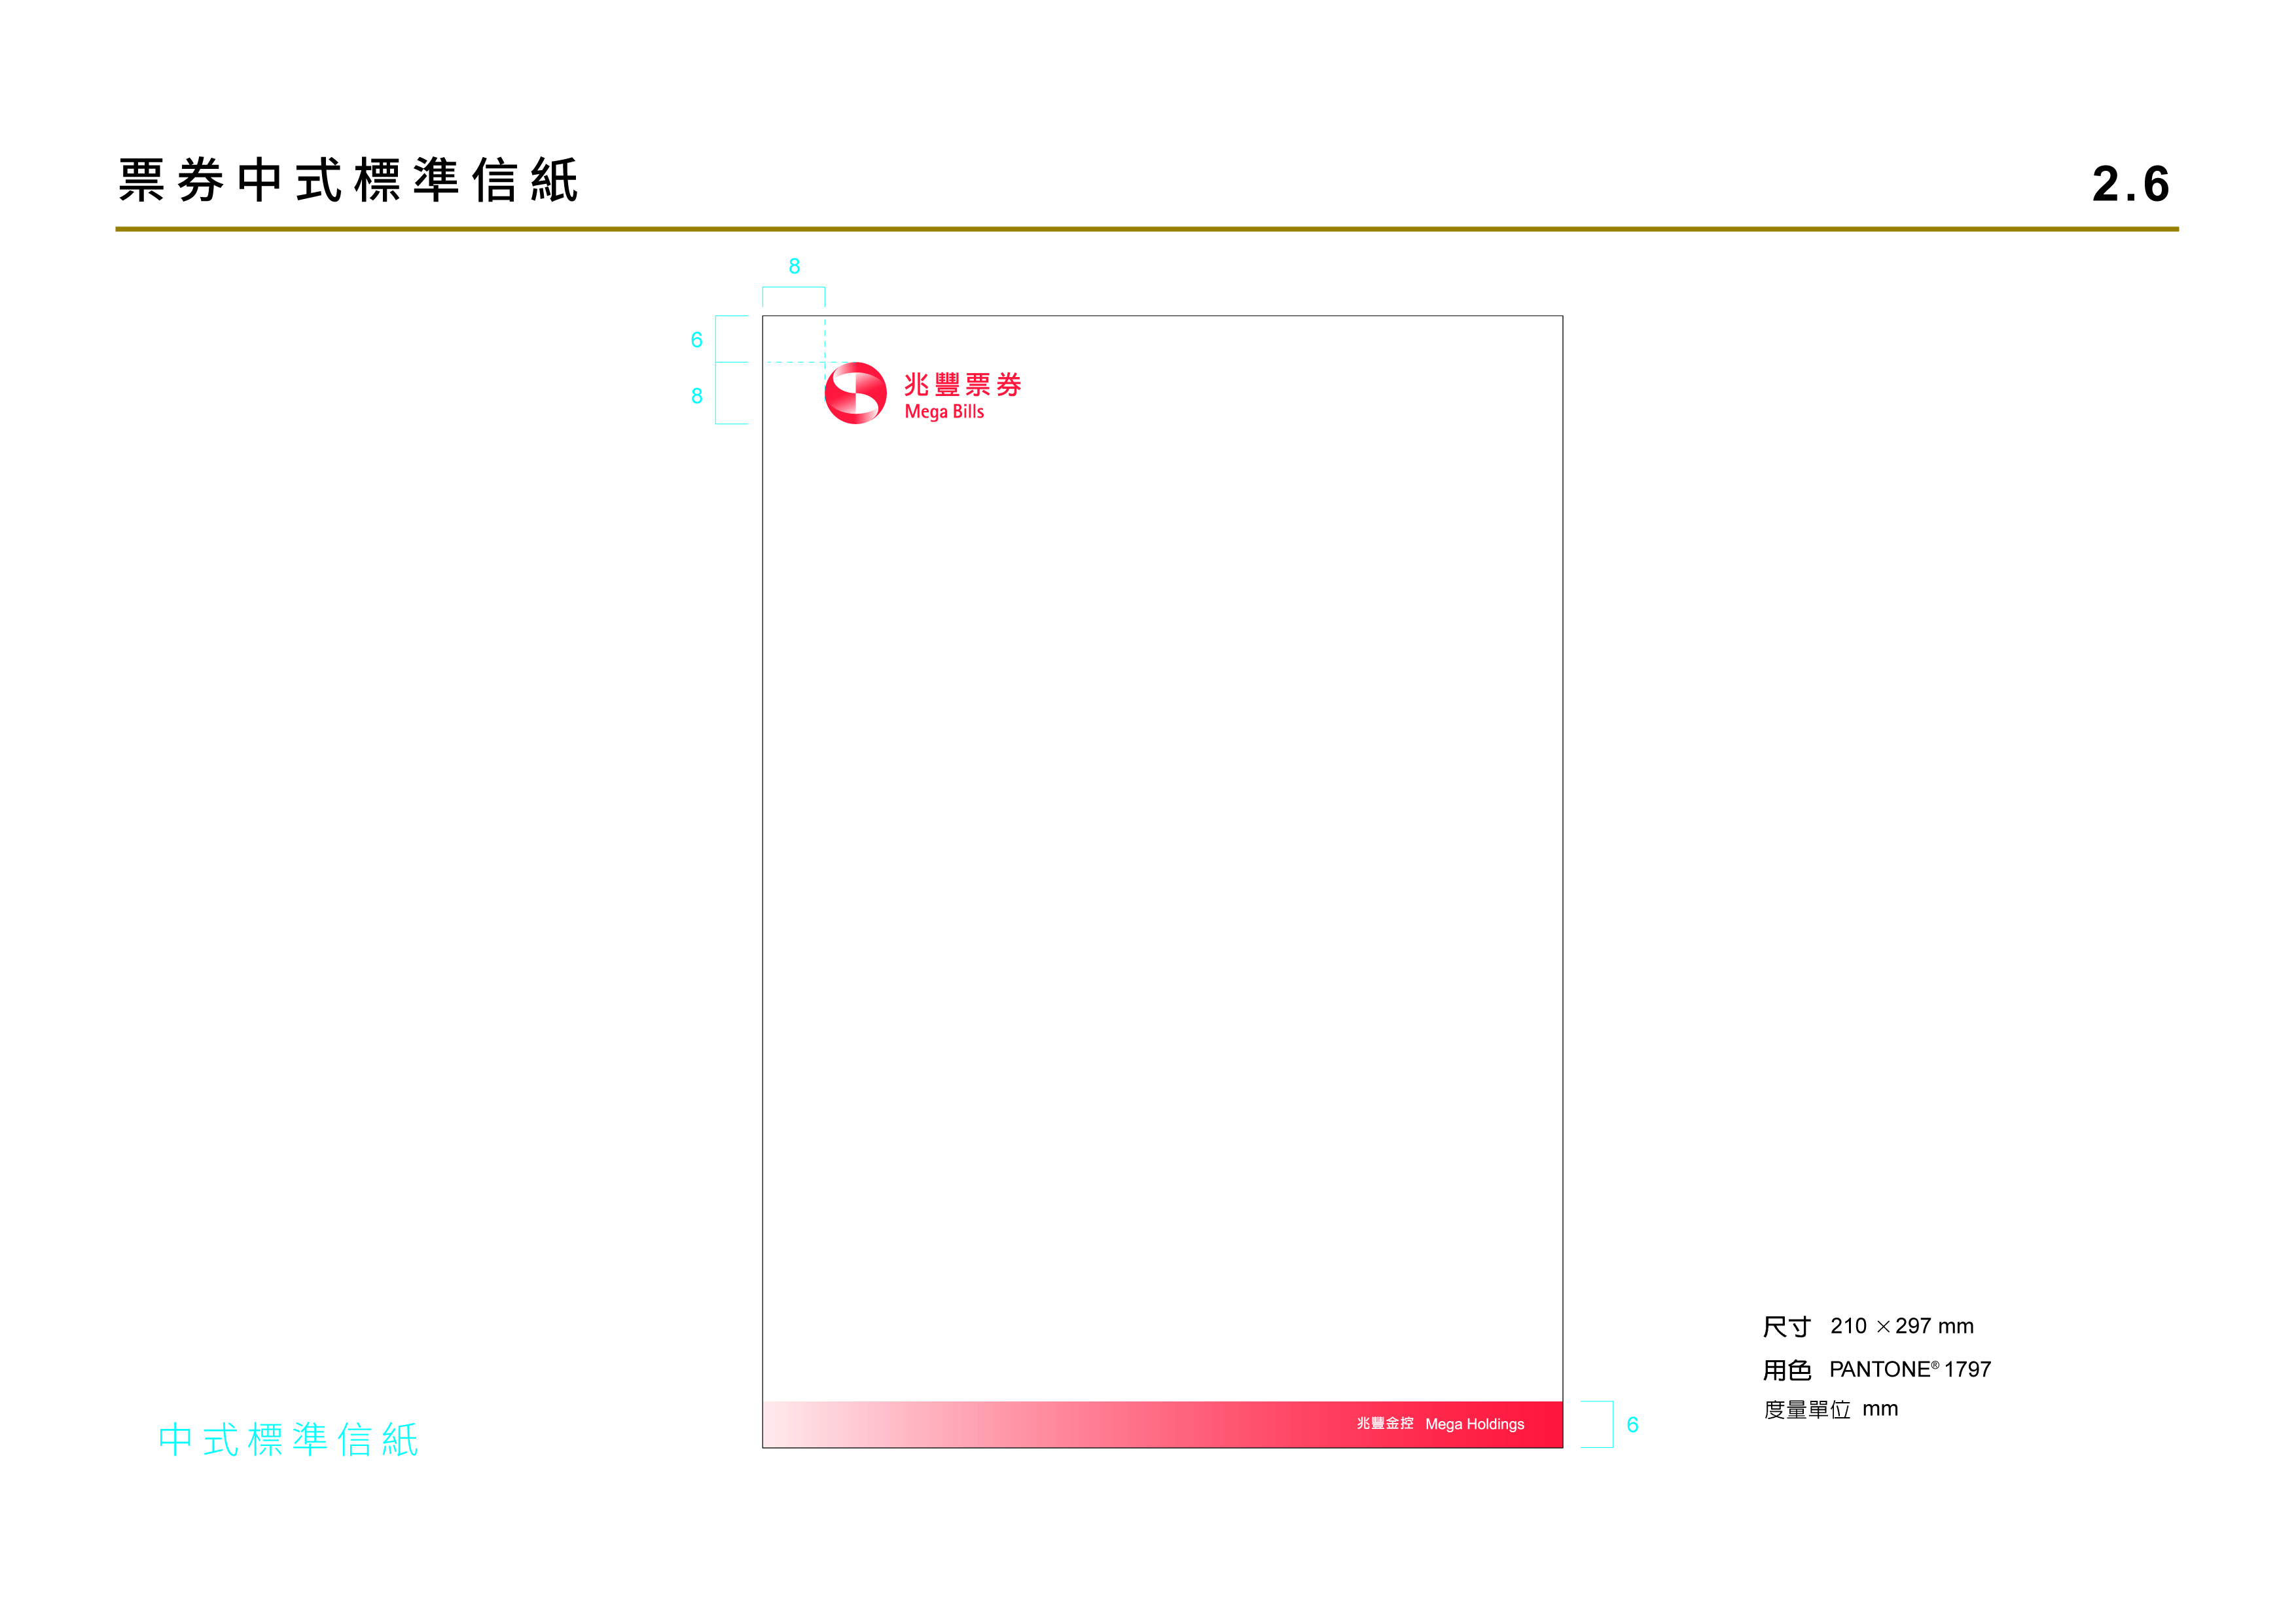 票券中式標準信紙
2.6
8
6
8
兆豐票券
Mega Bills
兆豐金控 Mega Holdings
6
尺寸 210 ×297 mm
用色 PANTONE® 1797
度量單位 mm
中式標準信紙